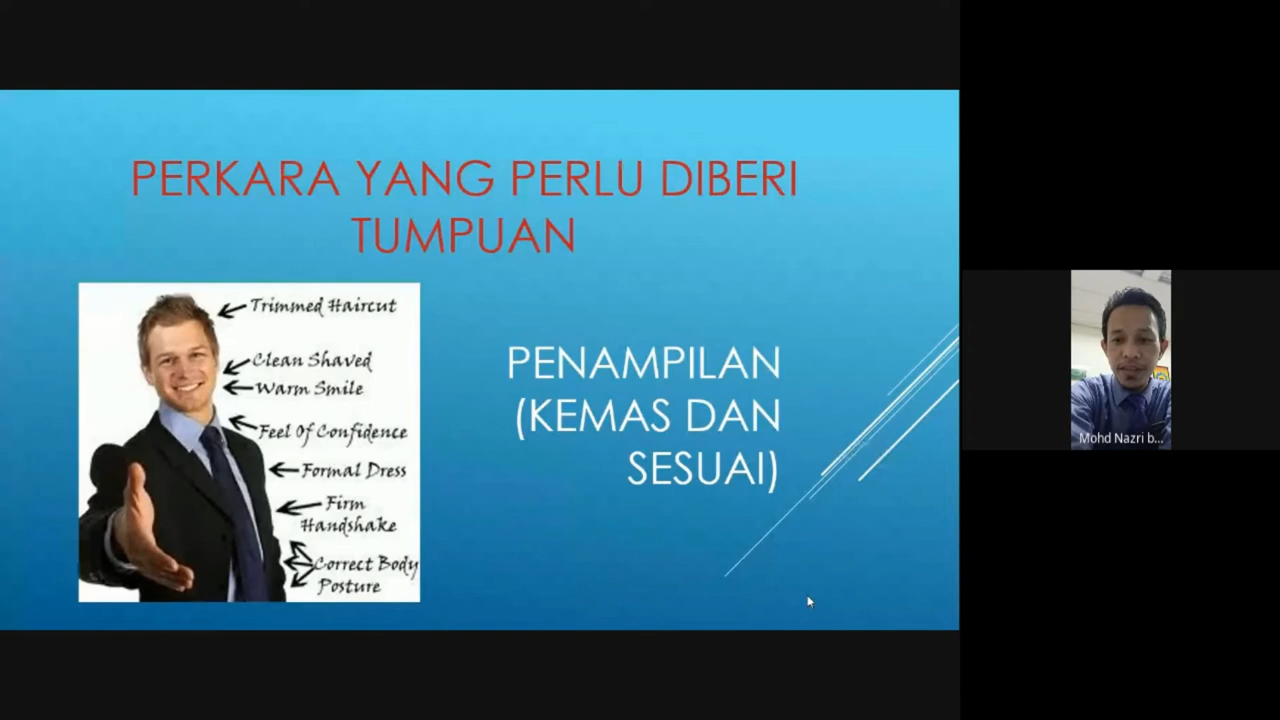 PERKARA YANG PERLU DIBERI
TUMPUAN
Trimmed Haircut
Clean Shaved
Warm Smile
Feel Of Confidence
Formal Dress
Firm
Handshake
Correct Body
Posture
PENAMPILAN
(KEMAS DAN
SESUAI)
Mohd Nazri b...